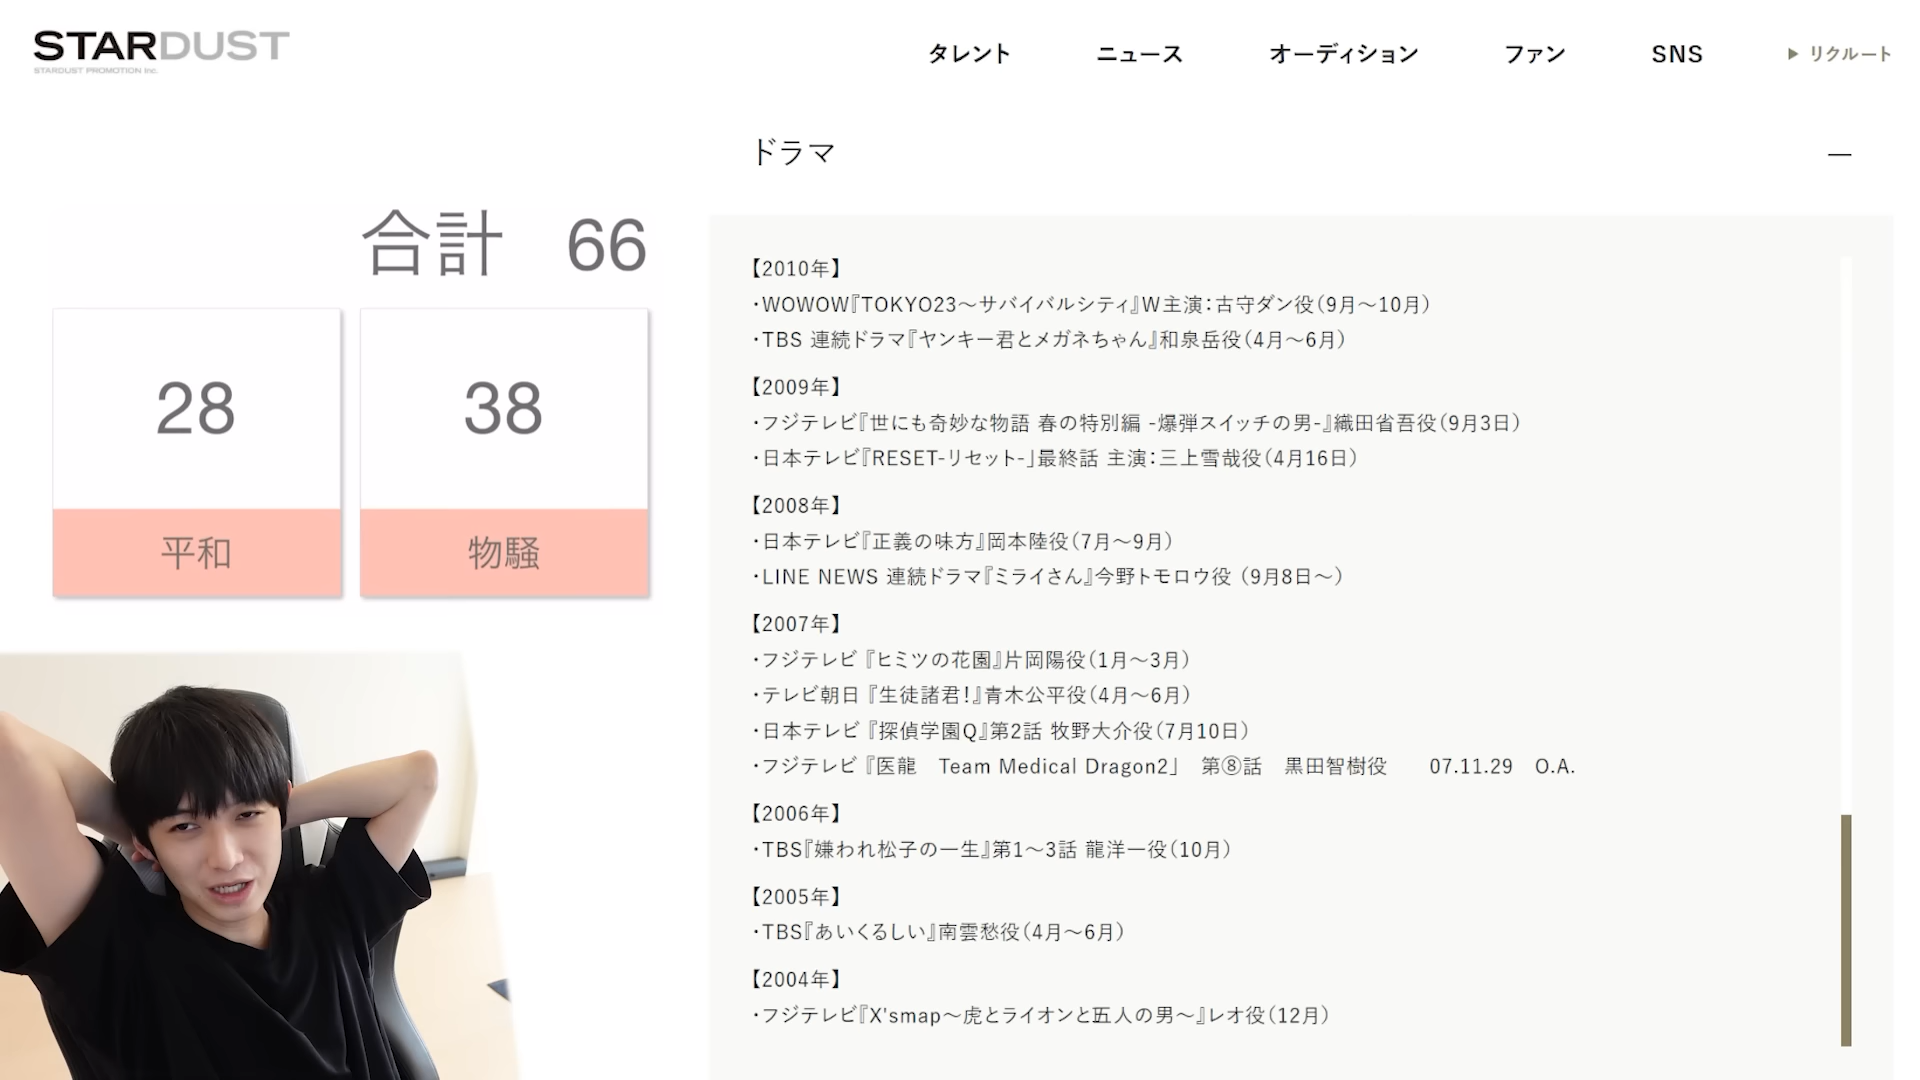 STARDUST
STARDUST PROMOTION Inc.
タレント
ニュース
オーディション
ファン
SNS
リクルート
ドラマ
合計 66
28
38
平和
物騒
【2010年】
・WOWOW『TOKYO23～サバイバルシティ』W主演：古守ダン役（9月～10月）
・TBS 連続ドラマ『ヤンキー君とメガネちゃん』和泉岳役（4月～6月）
【2009年】
・フジテレビ『世にも奇妙な物語 春の特別編 -爆弾スイッチの男-』織田省吾役（9月3日）
・日本テレビ『RESET-リセット-」最終話 主演：三上雪哉役（4月16日）
【2008年】
・日本テレビ『正義の味方』岡本陸役（7月～9月）
・LINE NEWS 連続ドラマ『ミライさん』今野トモロウ役 （9月8日～）
【2007年】
・フジテレビ『ヒミツの花園』片岡陽役（1月～3月）
・テレビ朝日『生徒諸君！』青木公平役（4月～6月）
・日本テレビ『探偵学園Q』第2話 牧野大介役（7月10日）
・フジテレビ『医龍　Team Medical Dragon2」　第⑧話　黒田智樹役　　07.11.29　O.A.
【2006年】
・TBS『嫌われ松子の一生』第1～3話 龍洋一役（10月）
【2005年】
・TBS『あいくるしい』南雲愁役（4月～6月）
【2004年】
・フジテレビ『X'smap～虎とライオンと五人の男～』レオ役（12月）